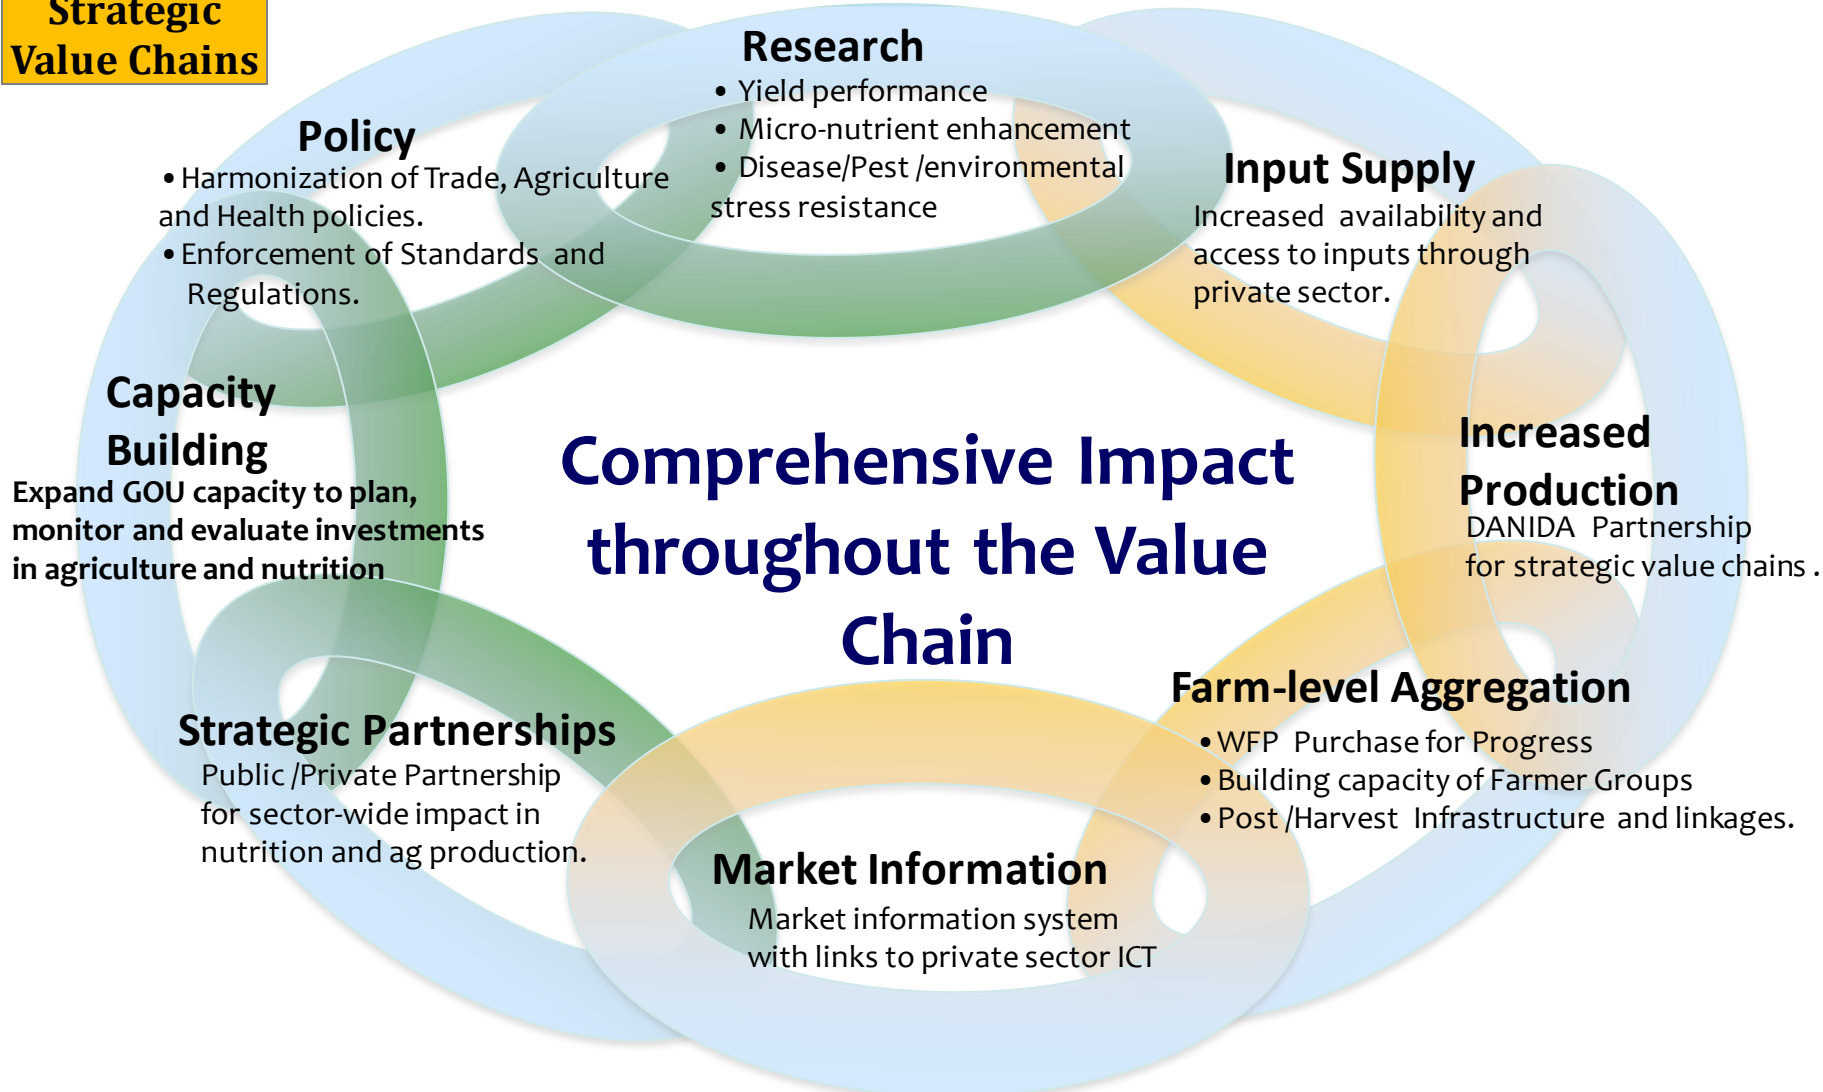 Strategic
Value Chains
Research
• Yield performance
• Micro-nutrient enhancement
• Disease/Pest /environmental
stress resistance
Policy
• Harmonization of Trade, Agriculture
and Health policies.
• Enforcement of Standards and
Regulations.
Input Supply
Increased availability and
access to inputs through
private sector.
Capacity
Building
Expand GOU capacity to plan,
monitor and evaluate investments
in agriculture and nutrition
Comprehensive Impact
throughout the Value
Chain
Increased
Production
DANIDA Partnership
for strategic value chains .
Farm-level Aggregation
• WFP Purchase for Progress
• Building capacity of Farmer Groups
• Post /Harvest Infrastructure and linkages.
Strategic Partnerships
Public /Private Partnership
for sector-wide impact in
nutrition and ag production.
Market Information
Market information system
with links to private sector ICT